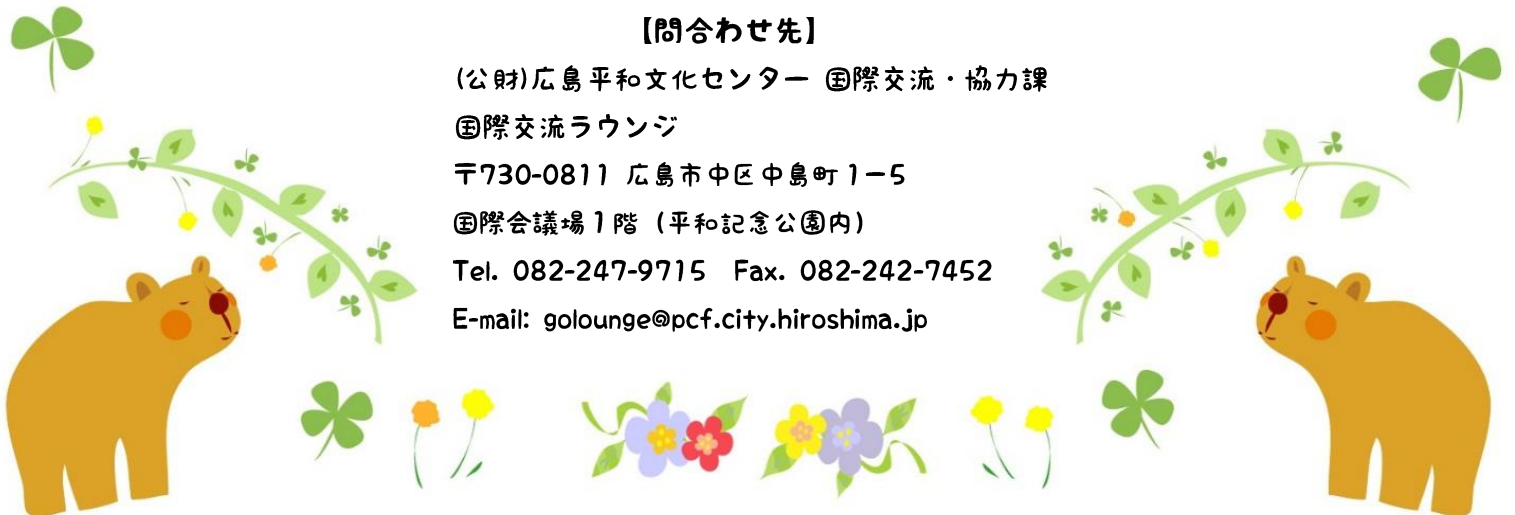 【問合わせ先】
(公財)広島平和文化センター 国際交流・協力課
国際交流ラウンジ
〒730-0811 広島市中区中島町1-5
国際会議場1階（平和記念公園内）
Tel. 082-247-9715 Fax. 082-242-7452
E-mail: golounge@pcf.city.hiroshima.jp